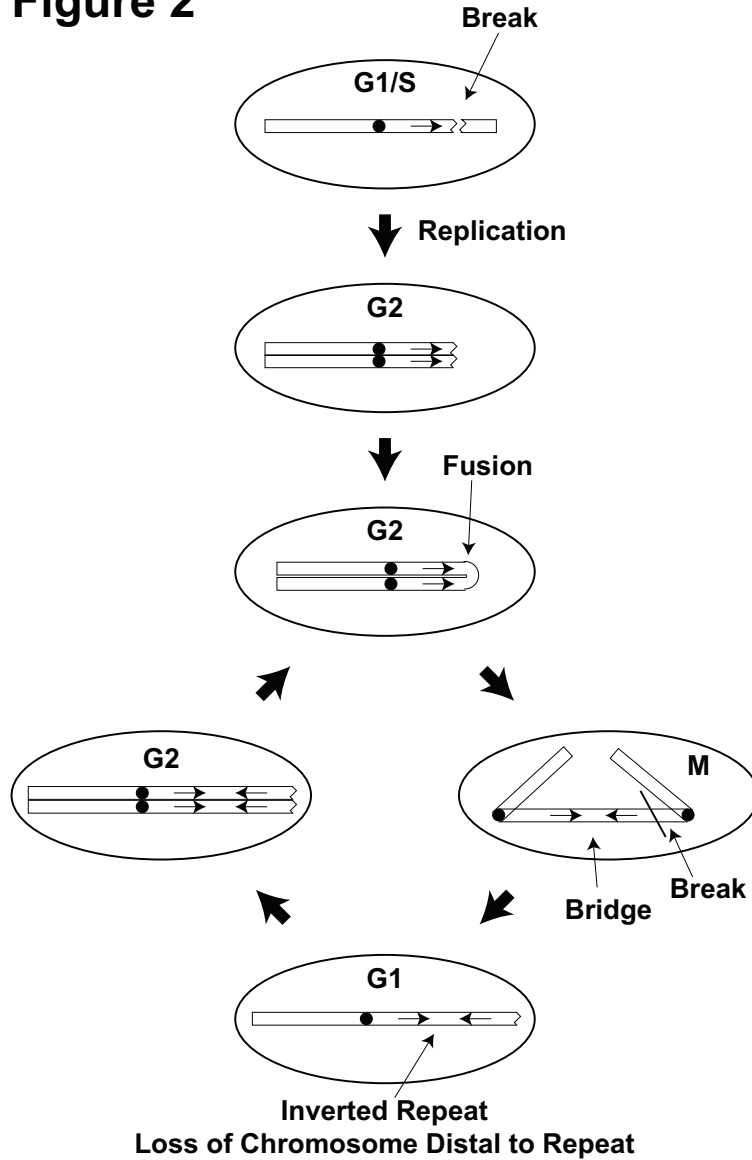 Figure 2
Break
G1/S
Replication
G2
Fusion
G2
G2
M
Bridge
Break
G1
Inverted Repeat
Loss of Chromosome Distal to Repeat